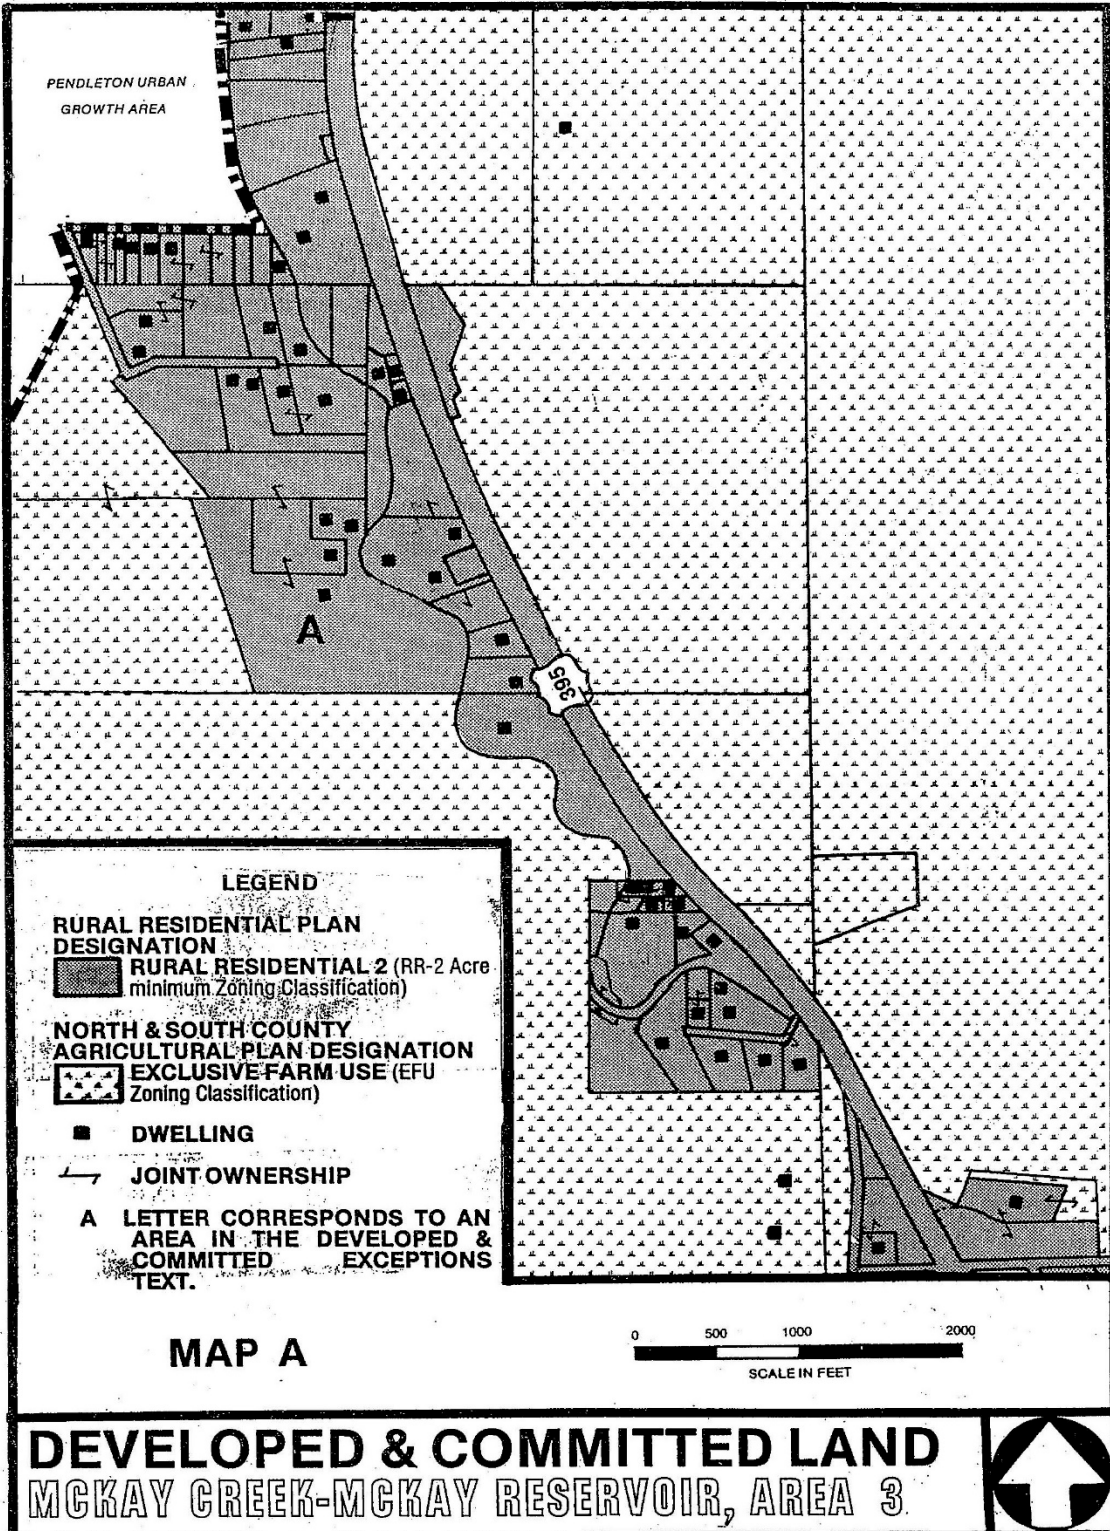 PENDLETON URBAN
GROWTH AREA
A
395
LEGEND
RURAL RESIDENTIAL PLAN
DESIGNATION
RURAL RESIDENTIAL 2 (RR-2 Acre
minimum Zoning Classification)
NORTH & SOUTH COUNTY
AGRICULTURAL PLAN DESIGNATION
EXCLUSIVE FARM USE (EFU
Zoning Classification)
DWELLING
JOINT OWNERSHIP
A LETTER CORRESPONDS TO AN
AREA IN THE DEVELOPED &
COMMITTED EXCEPTIONS
TEXT.
MAP A
0 500 1000 2000
SCALE IN FEET
DEVELOPED & COMMITTED LAND
MCKAY CREEK-MCKAY RESERVOIR, AREA 3